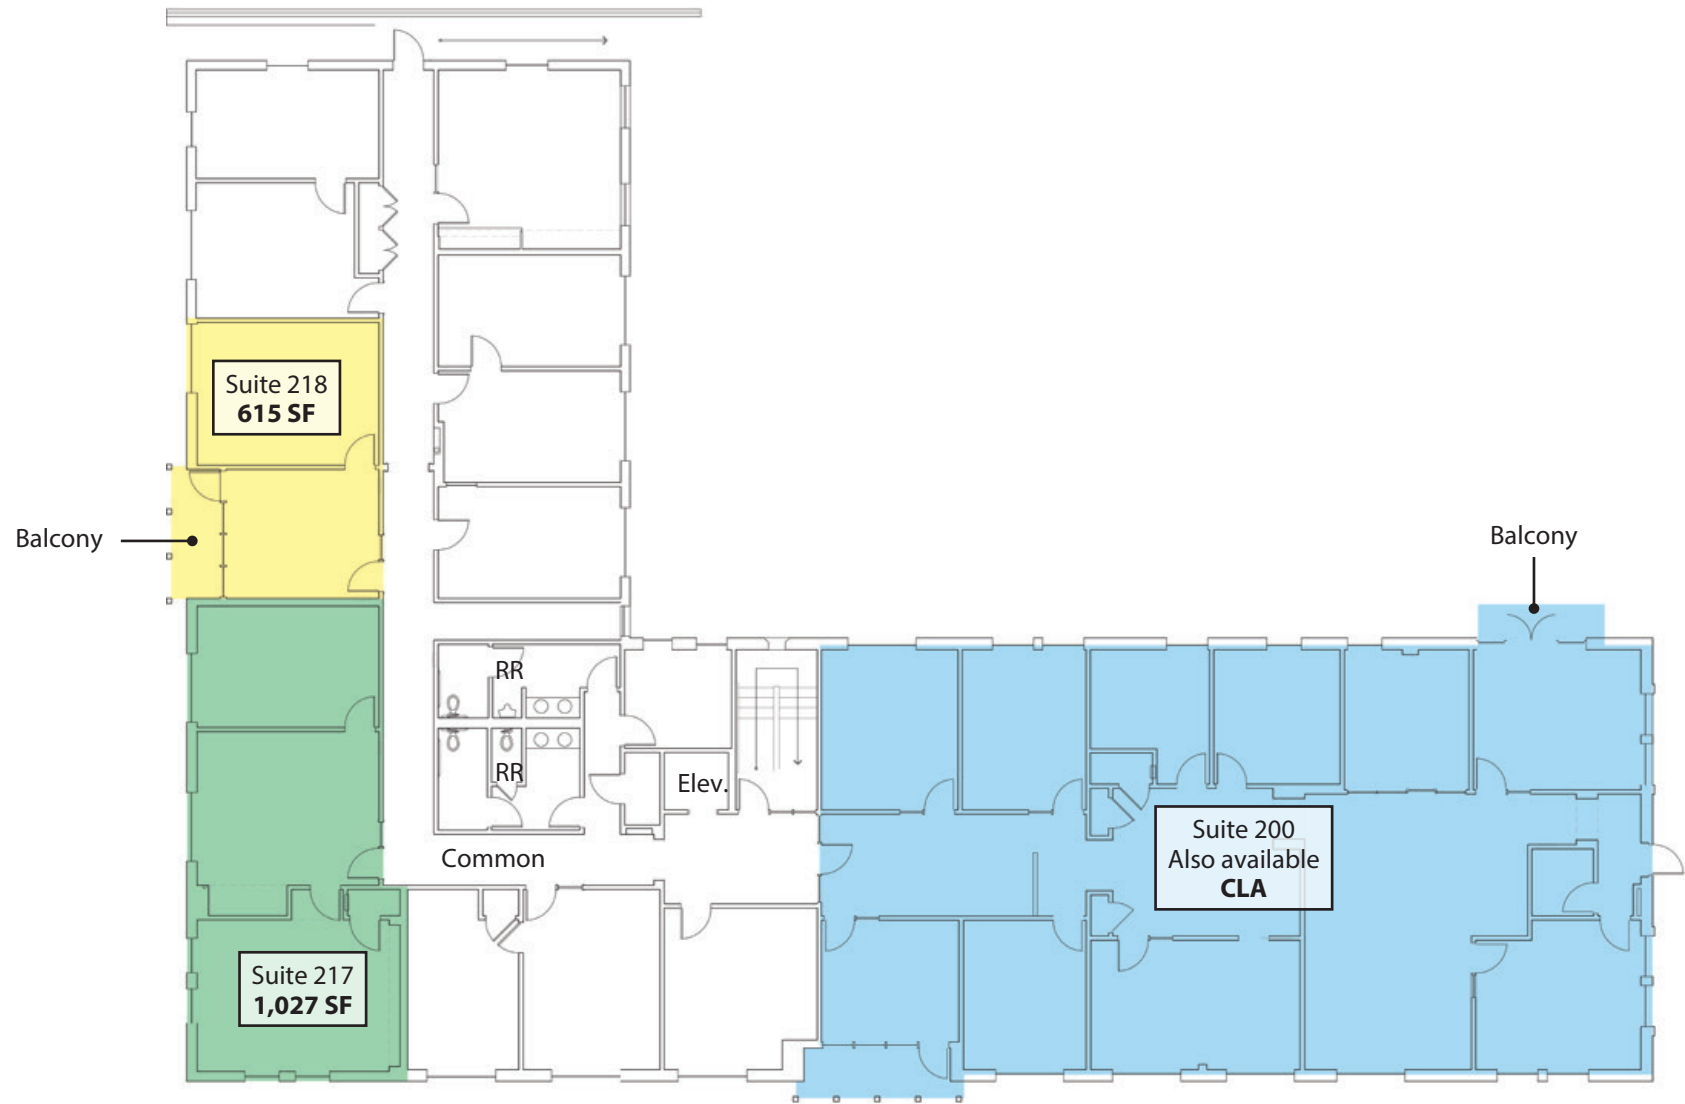 Suite 218
615 SF
Balcony
Balcony
RR
RR
Elev.
Common
Suite 200
Also available
CLA
Suite 217
1,027 SF